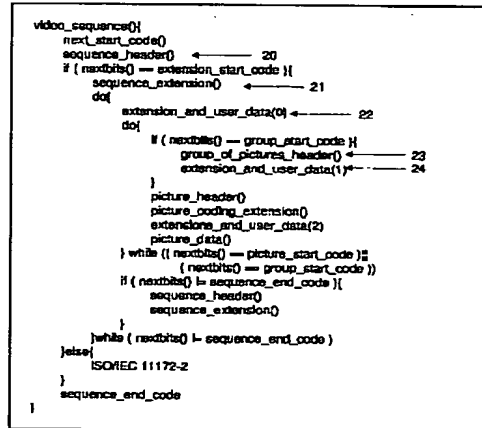 video_sequence(){
next_start_code()
sequence_header() 20
if ( nextbits() == extension_start_code ){
sequence_extension() 21
do{
extension_and_user_data(0) 22
do{
if ( nextbits() == group_start_code ){
group_of_pictures_header() 23
extension_and_user_data(1) 24
}
picture_header()
picture_coding_extension()
extensions_and_user_data(2)
picture_data()
} while (( nextbits() == picture_start_code )||
( nextbits() == group_start_code ))
if ( nextbits() != sequence_end_code ){
sequence_header()
sequence_extension()
}
}while ( nextbits() != sequence_end_code )
}else{
ISO/IEC 11172-2
}
sequence_end_code
}